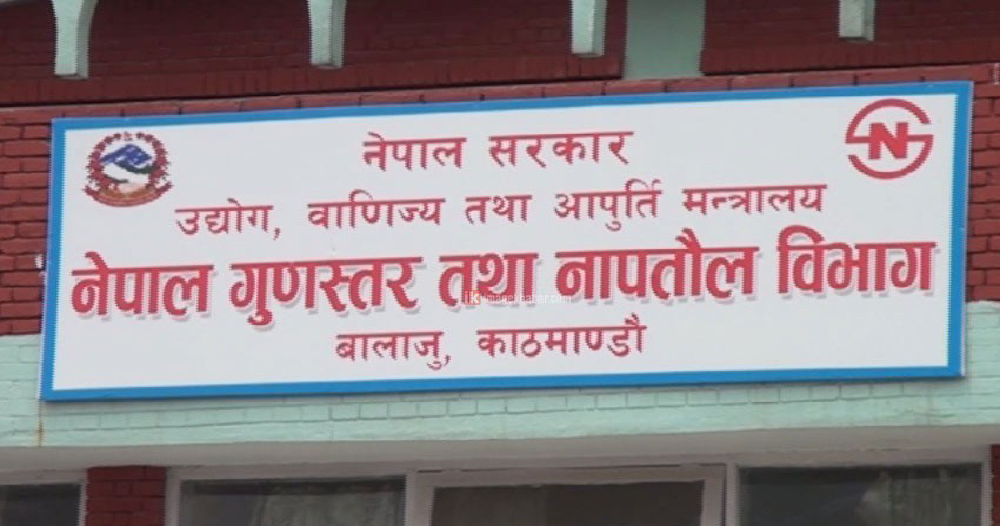 नेपाल सरकार
N
उद्योग, वाणिज्य तथा आपुर्ति मन्त्रालय
नेपाल गुणस्तर तथा नापतौल विभाग
बालाजु, काठमाण्डौ